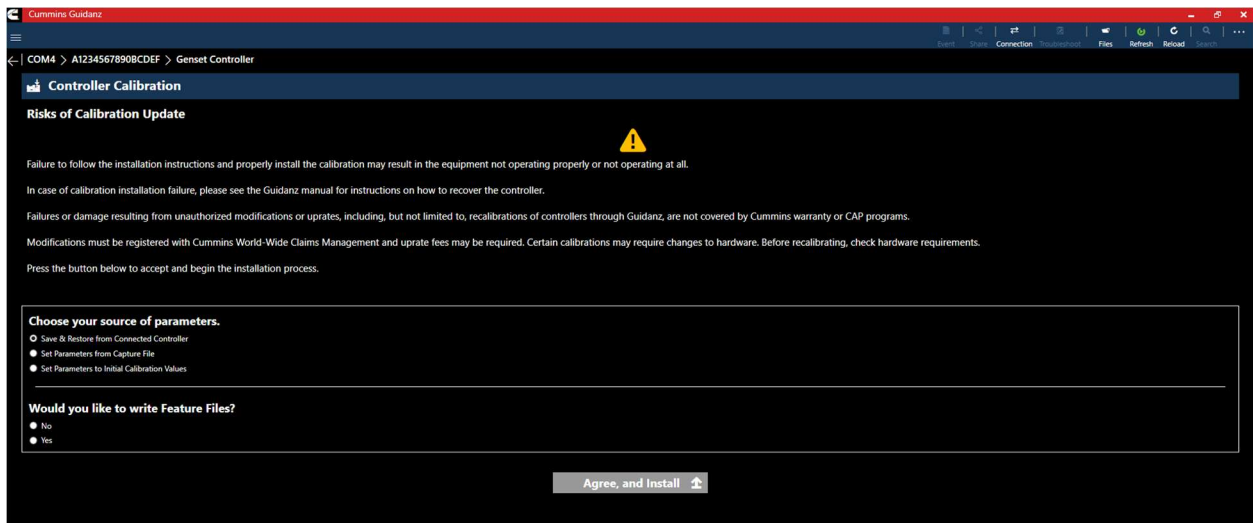 Cummins Guidanz
Event Share Connection Troubleshoot Files Refresh Reload Search
COM4 > A1234567890BCDEF > Genset Controller
Controller Calibration
Risks of Calibration Update
Failure to follow the installation instructions and properly install the calibration may result in the equipment not operating properly or not operating at all.
In case of calibration installation failure, please see the Guidanz manual for instructions on how to recover the controller.
Failures or damage resulting from unauthorized modifications or uprates, including, but not limited to, recalibrations of controllers through Guidanz, are not covered by Cummins warranty or CAP programs.
Modifications must be registered with Cummins World-Wide Claims Management and uprate fees may be required. Certain calibrations may require changes to hardware. Before recalibrating, check hardware requirements.
Press the button below to accept and begin the installation process.
Choose your source of parameters.
Save & Restore from Connected Controller
Set Parameters from Capture File
Set Parameters to Initial Calibration Values
Would you like to write Feature Files?
No
Yes
Agree, and Install